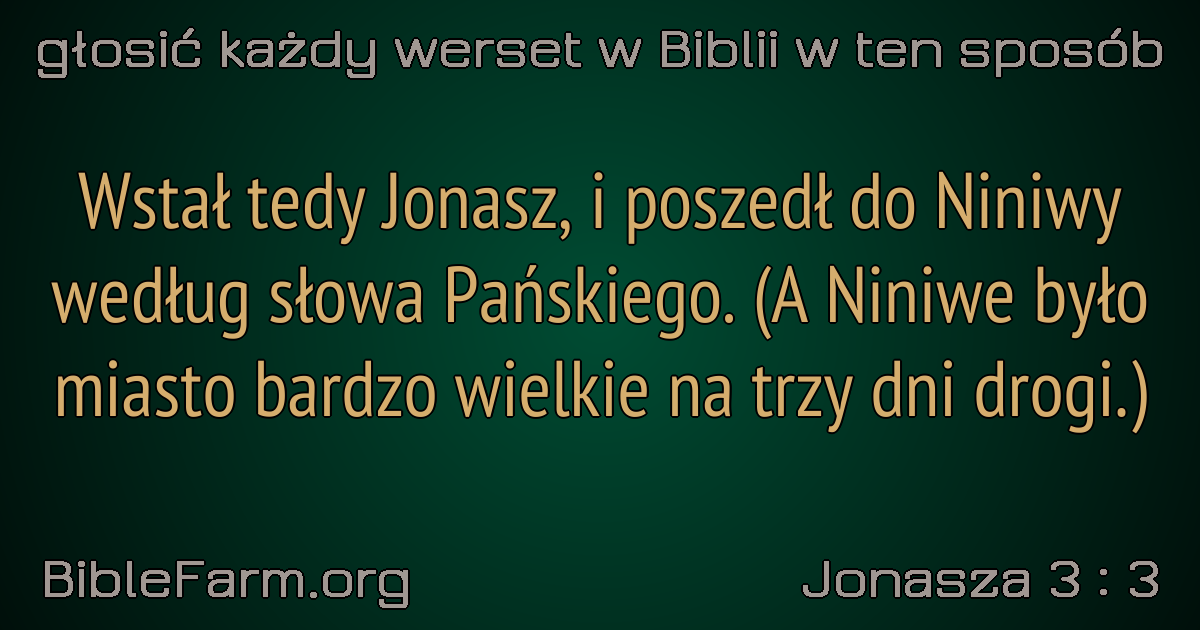 głosić każdy werset w Biblii w ten sposób
Wstał tedy Jonasz, i poszedł do Niniwy
według słowa Pańskiego. (A Niniwe było
miasto bardzo wielkie na trzy dni drogi.)
BibleFarm.org
Jonasza 3 : 3